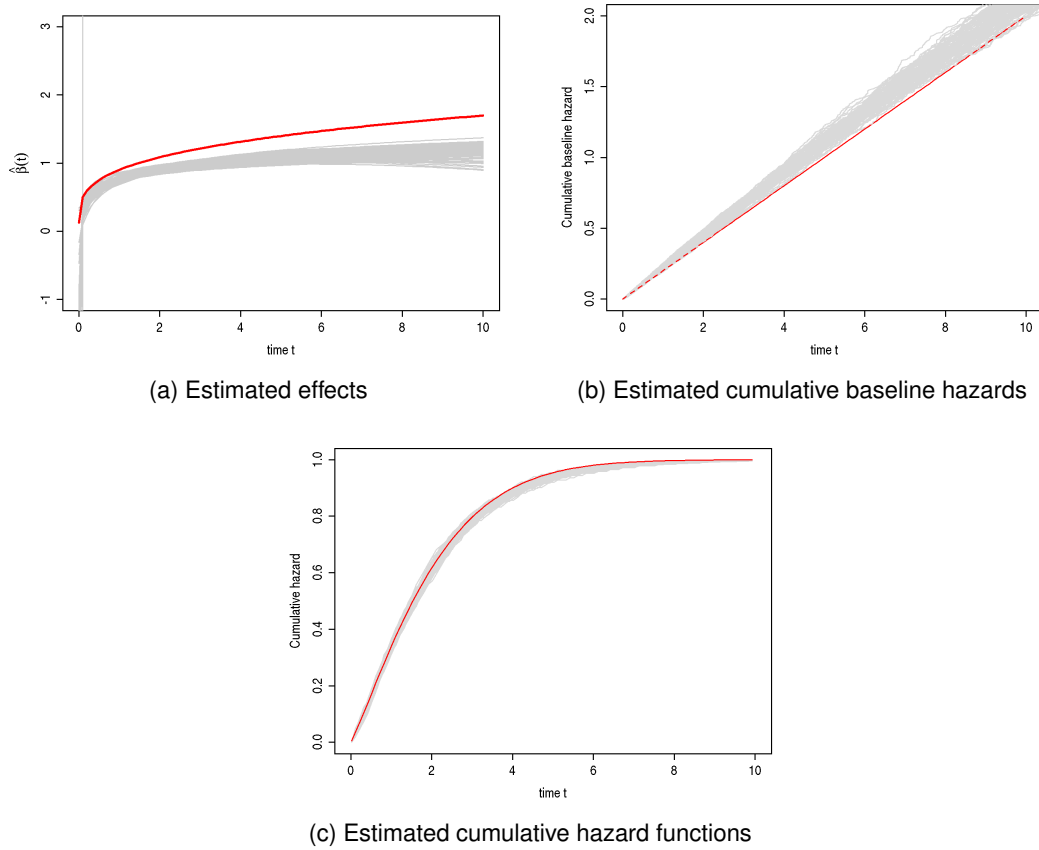 3
2
1
0
-1
β̂(t)
0 2 4 6 8 10
time t
(a) Estimated effects
2.0
1.5
1.0
0.5
0.0
Cumulative baseline hazard
0 2 4 6 8 10
time t
(b) Estimated cumulative baseline hazards
1.0
0.8
0.6
0.4
0.2
0.0
Cumulative hazard
0 2 4 6 8 10
time t
(c) Estimated cumulative hazard functions